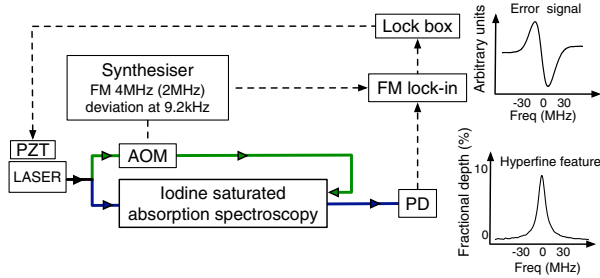 Lock box
Synthesiser
FM 4MHz (2MHz)
deviation at 9.2kHz
FM lock-in
PZT
LASER
AOM
Iodine saturated
absorption spectroscopy
PD
Error signal
Arbitrary units
-30 0 30
Freq (MHz)
Hyperfine feature
Fractional depth (%)
10
0
-30 0 30
Freq (MHz)